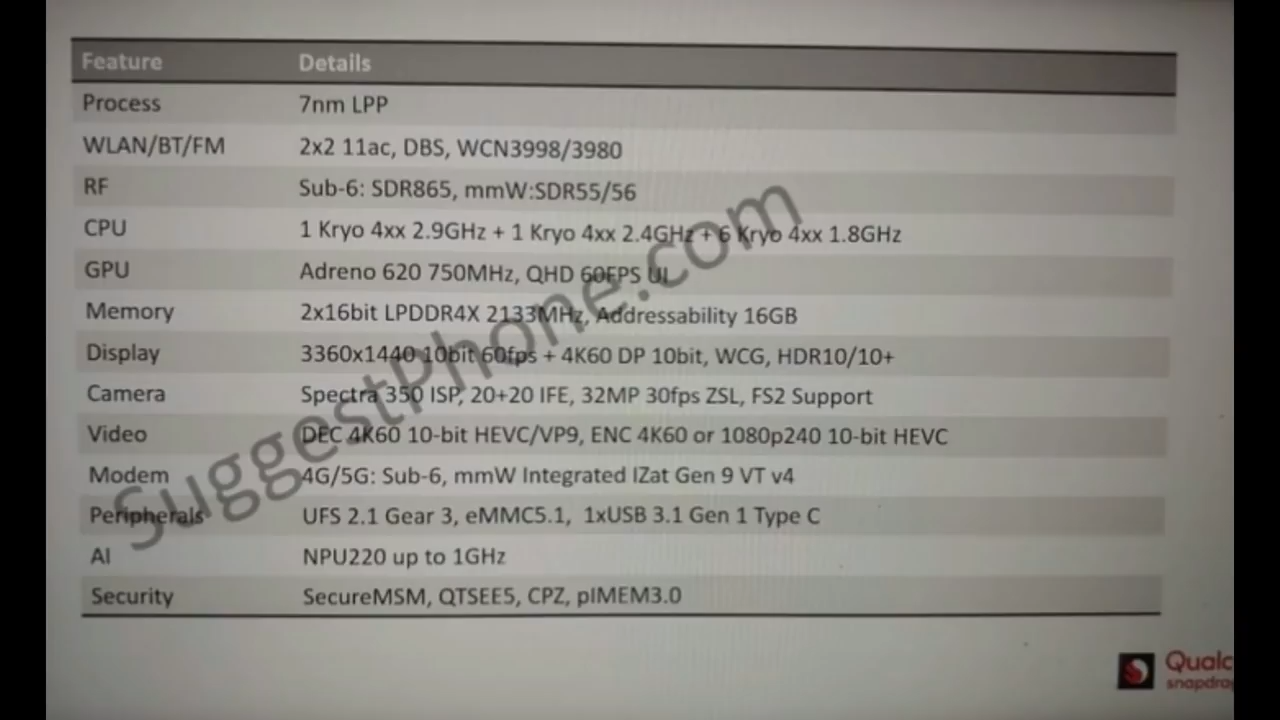 Feature Details
Process 7nm LPP
WLAN/BT/FM 2x2 11ac, DBS, WCN3998/3980
RF Sub-6: SDR865, mmW:SDR55/56
CPU 1 Kryo 4xx 2.9GHz + 1 Kryo 4xx 2.4GHz + 6 Kryo 4xx 1.8GHz
GPU Adreno 620 750MHz, QHD 60FPS UI
Memory 2x16bit LPDDR4X 2133MHz, Addressability 16GB
Display 3360x1440 10bit 60fps + 4K60 DP 10bit, WCG, HDR10/10+
Camera Spectra 350 ISP, 20+20 IFE, 32MP 30fps ZSL, FS2 Support
Video DEC 4K60 10-bit HEVC/VP9, ENC 4K60 or 1080p240 10-bit HEVC
Modem 4G/5G: Sub-6, mmW Integrated IZat Gen 9 VT v4
Peripherals UFS 2.1 Gear 3, eMMC5.1, 1xUSB 3.1 Gen 1 Type C
AI NPU220 up to 1GHz
Security SecureMSM, QTSEE5, CPZ, pIMEM3.0
SuggestPhone.com
Qualc
snapdrag